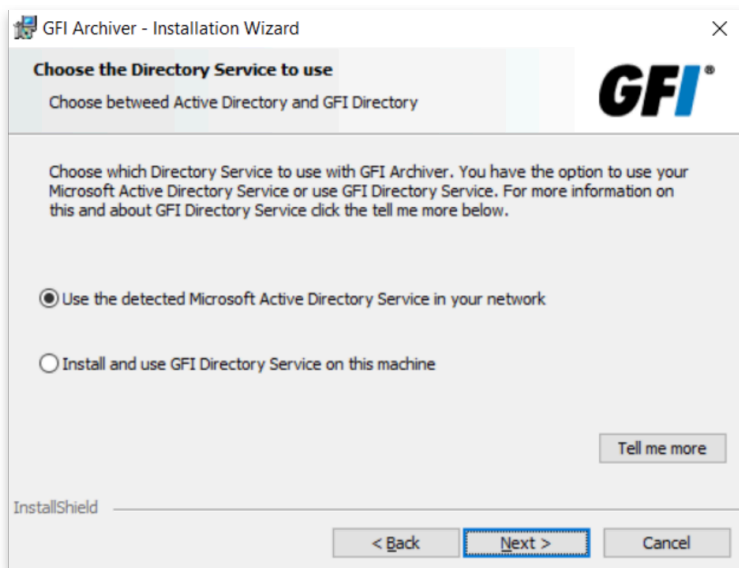 GFI Archiver - Installation Wizard
Choose the Directory Service to use
Choose betweed Active Directory and GFI Directory
GFI®
Choose which Directory Service to use with GFI Archiver. You have the option to use your
Microsoft Active Directory Service or use GFI Directory Service. For more information on
this and about GFI Directory Service click the tell me more below.
Use the detected Microsoft Active Directory Service in your network
Install and use GFI Directory Service on this machine
Tell me more
InstallShield
< Back
Next >
Cancel